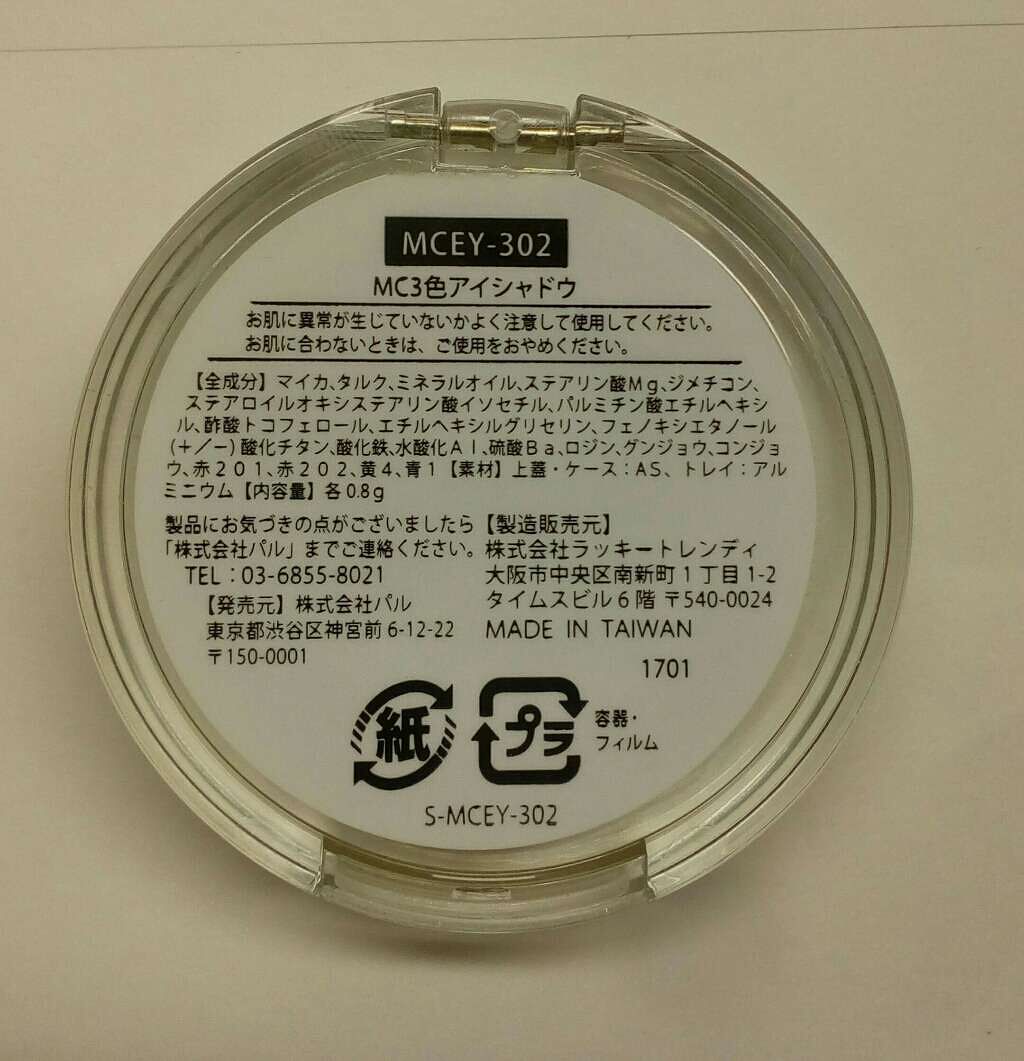 MCEY-302
MC3色アイシャドウ
お肌に異常が生じていないかよく注意して使用してください。
お肌に合わないときは、ご使用をおやめください。
【全成分】マイカ、タルク、ミネラルオイル、ステアリン酸Mg、ジメチコン、
ステアロイルオキシステアリン酸イソセチル、パルミチン酸エチルヘキシ
ル、酢酸トコフェロール、エチルヘキシルグリセリン、フェノキシエタノール
(+/-)酸化チタン、酸化鉄、水酸化Al、硫酸Ba、ロジン、グンジョウ、コンジョ
ウ、赤201、赤202、黄4、青1【素材】上蓋・ケース:AS、トレイ:アル
ミニウム【内容量】各0.8g
製品にお気づきの点がございましたら
「株式会社パル」までご連絡ください。
TEL:03-6855-8021
【発売元】株式会社パル
東京都渋谷区神宮前6-12-22
〒150-0001
【製造販売元】
株式会社ラッキートレンディ
大阪市中央区南新町1丁目1-2
タイムスビル6階 〒540-0024
MADE IN TAIWAN
1701
紙
プラ
容器・
フィルム
S-MCEY-302